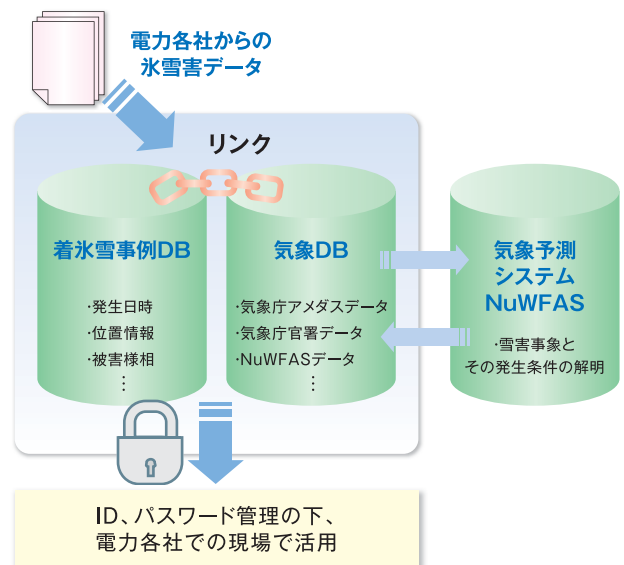 電力各社からの
氷雪害データ
リンク
着氷雪事例DB
・発生日時
・位置情報
・被害様相
⋮
気象DB
・気象庁アメダスデータ
・気象庁官署データ
・NuWFASデータ
⋮
気象予測
システム
NuWFAS
・雪害事象と
その発生条件の解明
ID、パスワード管理の下、
電力各社での現場で活用